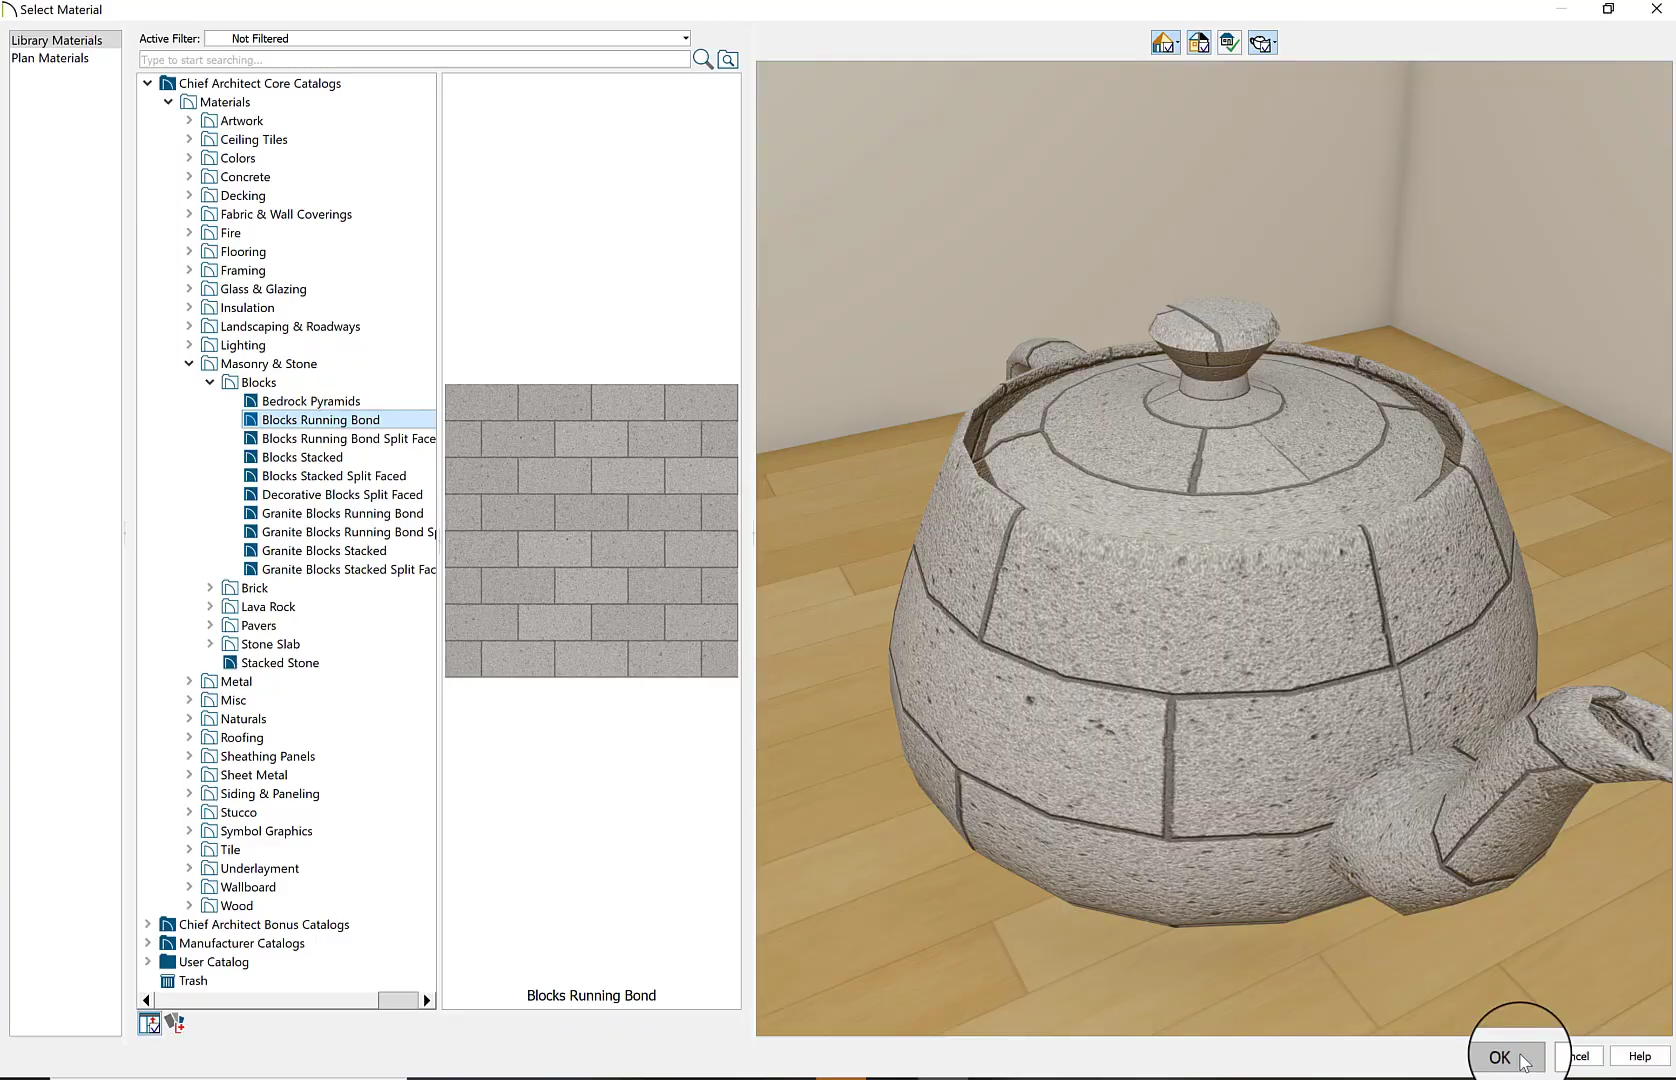 Select Material
Library Materials
Plan Materials
Active Filter:
Not Filtered
Type to start searching...
Chief Architect Core Catalogs
Materials
Artwork
Ceiling Tiles
Colors
Concrete
Decking
Fabric & Wall Coverings
Fire
Flooring
Framing
Glass & Glazing
Insulation
Landscaping & Roadways
Lighting
Masonry & Stone
Blocks
Bedrock Pyramids
Blocks Running Bond
Blocks Running Bond Split Face
Blocks Stacked
Blocks Stacked Split Faced
Decorative Blocks Split Faced
Granite Blocks Running Bond
Granite Blocks Running Bond Sp
Granite Blocks Stacked
Granite Blocks Stacked Split Fac
Brick
Lava Rock
Pavers
Stone Slab
Stacked Stone
Metal
Misc
Naturals
Roofing
Sheathing Panels
Sheet Metal
Siding & Paneling
Stucco
Symbol Graphics
Tile
Underlayment
Wallboard
Wood
Chief Architect Bonus Catalogs
Manufacturer Catalogs
User Catalog
Trash
Blocks Running Bond
OK
ncel
Help